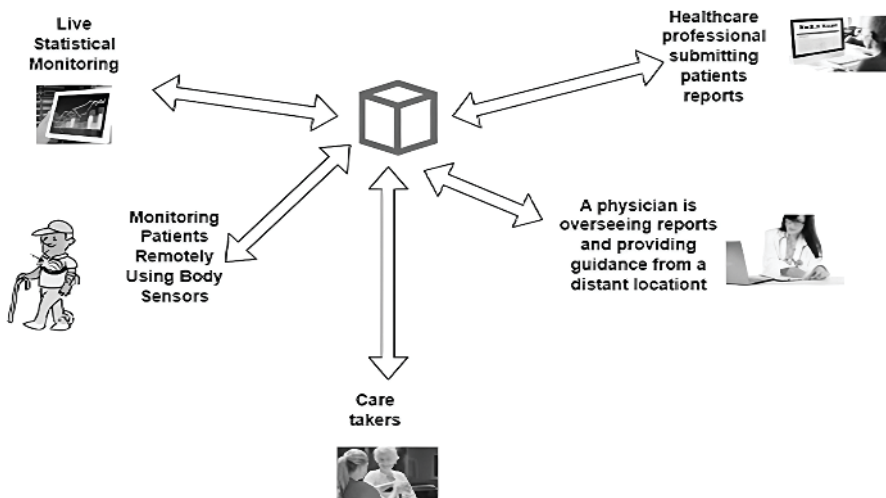 Live
Statistical
Monitoring
Healthcare
professional
submitting
patients
reports
Monitoring
Patients
Remotely
Using Body
Sensors
A physician is
overseeing reports
and providing
guidance from a
distant locationt
Care
takers